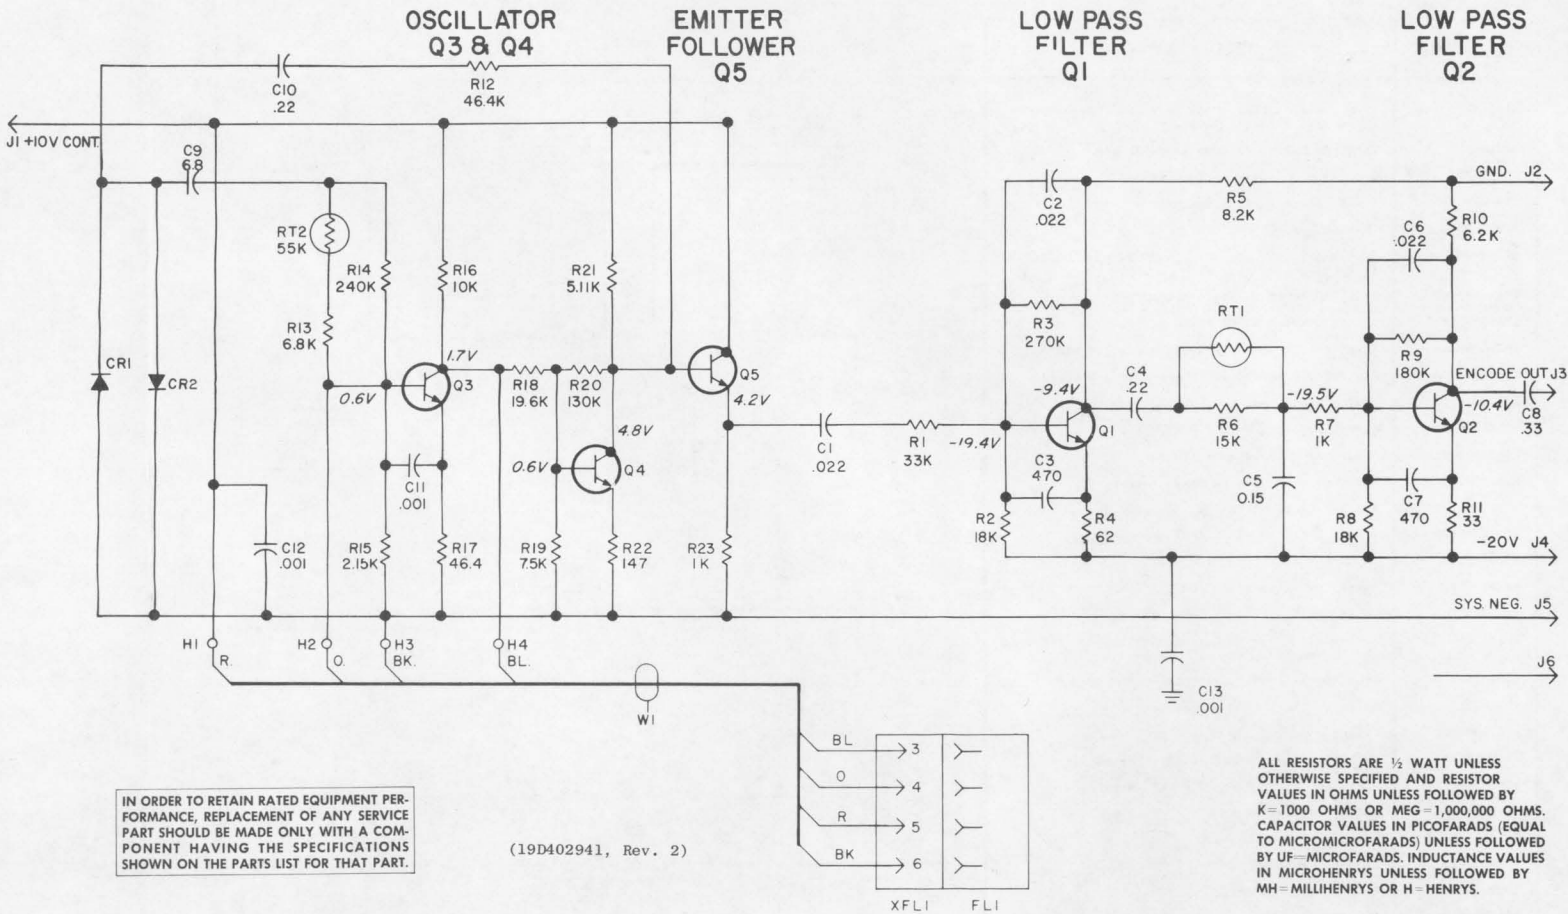 OSCILLATOR
Q3 & Q4
EMITTER
FOLLOWER
Q5
LOW PASS
FILTER
Q1
LOW PASS
FILTER
Q2
C10
.22
R12
46.4K
J1 +10V CONT.
C9
6.8
RT2
55K
R14
240K
R13
6.8K
R16
10K
R21
5.11K
CR1
CR2
1.7V
Q3
0.6V
R18
19.6K
R20
130K
Q5
4.2V
4.8V
Q4
0.6V
C11
.001
C12
.001
R15
2.15K
R17
46.4
R19
7.5K
R22
147
R23
1K
C1
.022
R1
33K
-19.4V
C2
.022
R3
270K
-9.4V
Q1
C3
470
R2
18K
R4
62
R5
8.2K
C4
.22
RT1
R6
15K
C5
0.15
-19.5V
R7
1K
GND. J2
R10
6.2K
C6
.022
R9
180K
ENCODE OUT J3
-10.4V
Q2
C8
.33
C7
470
R8
18K
R11
33
-20V J4
SYS. NEG. J5
J6
C13
.001
H1
R.
H2
O.
H3
BK.
H4
BL.
W1
BL 3
O 4
R 5
BK 6
XFL1 FL1
IN ORDER TO RETAIN RATED EQUIPMENT PER-
FORMANCE, REPLACEMENT OF ANY SERVICE
PART SHOULD BE MADE ONLY WITH A COM-
PONENT HAVING THE SPECIFICATIONS
SHOWN ON THE PARTS LIST FOR THAT PART.
(19D402941, Rev. 2)
ALL RESISTORS ARE ½ WATT UNLESS
OTHERWISE SPECIFIED AND RESISTOR
VALUES IN OHMS UNLESS FOLLOWED BY
K=1000 OHMS OR MEG=1,000,000 OHMS.
CAPACITOR VALUES IN PICOFARADS (EQUAL
TO MICROMICROFARADS) UNLESS FOLLOWED
BY UF=MICROFARADS. INDUCTANCE VALUES
IN MICROHENRYS UNLESS FOLLOWED BY
MH=MILLIHENRYS OR H=HENRYS.